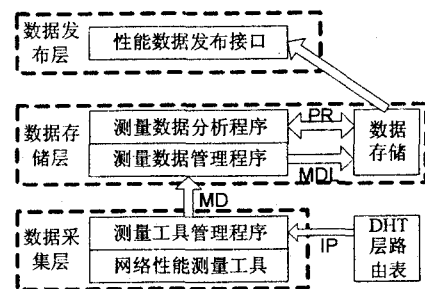 数据发
布层
性能数据发布接口
数据存
储层
测量数据分析程序
测量数据管理程序
PR
MDL
数据
存储
MD
数据采
集层
测量工具管理程序
网络性能测量工具
IP
DHT
层路
由表